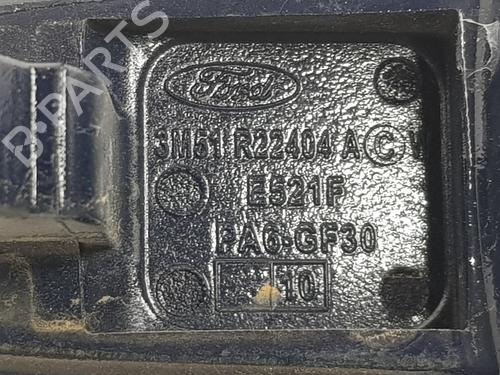 Ford
3M51 R22404 A C W
E521F
PA6-GF30
10
B-PARTS